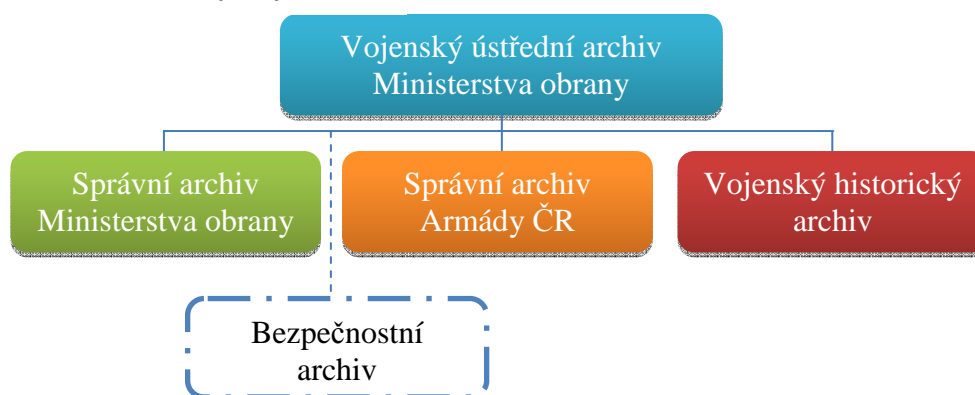 Vojenský ústřední archiv
Ministerstva obrany
Správní archiv
Ministerstva obrany
Správní archiv
Armády ČR
Vojenský historický
archiv
Bezpečnostní
archiv